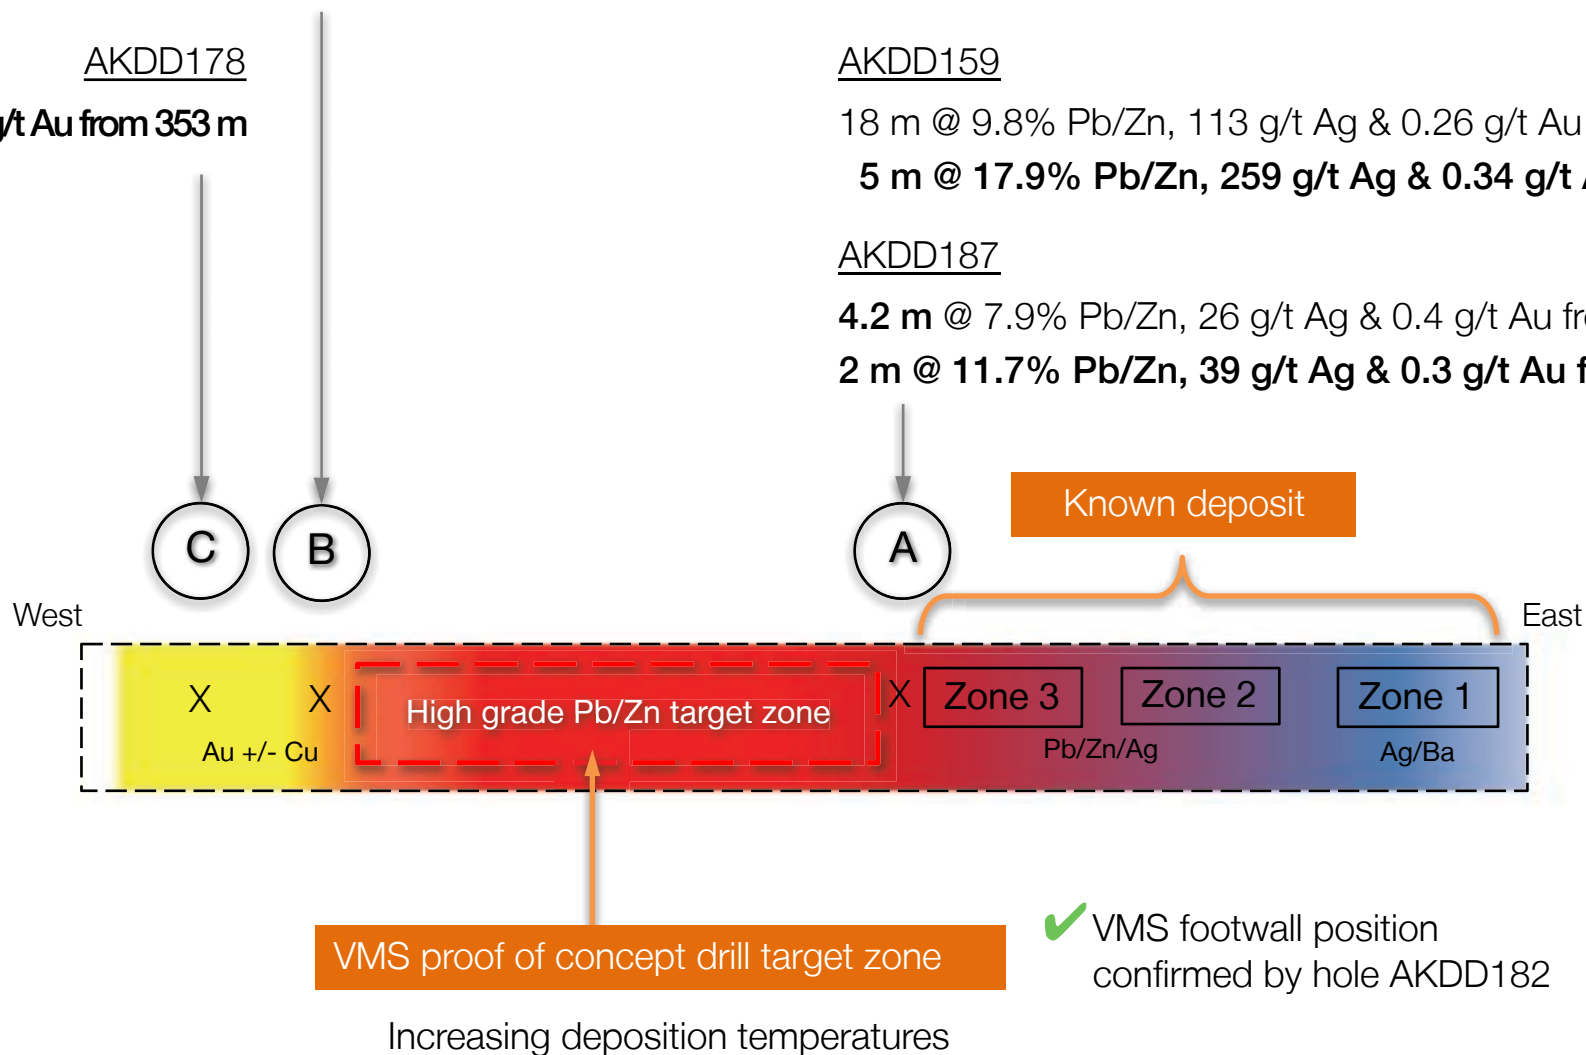 AKDD178
g/t Au from 353 m
AKDD159
18 m @ 9.8% Pb/Zn, 113 g/t Ag & 0.26 g/t Au
5 m @ 17.9% Pb/Zn, 259 g/t Ag & 0.34 g/t
AKDD187
4.2 m @ 7.9% Pb/Zn, 26 g/t Ag & 0.4 g/t Au
2 m @ 11.7% Pb/Zn, 39 g/t Ag & 0.3 g/t Au
Known deposit
C
B
A
West
East
X
X
High grade Pb/Zn target zone
X
Zone 3
Zone 2
Zone 1
Au +/- Cu
Pb/Zn/Ag
Ag/Ba
VMS proof of concept drill target zone
✔ VMS footwall position
confirmed by hole AKDD182
Increasing deposition temperatures